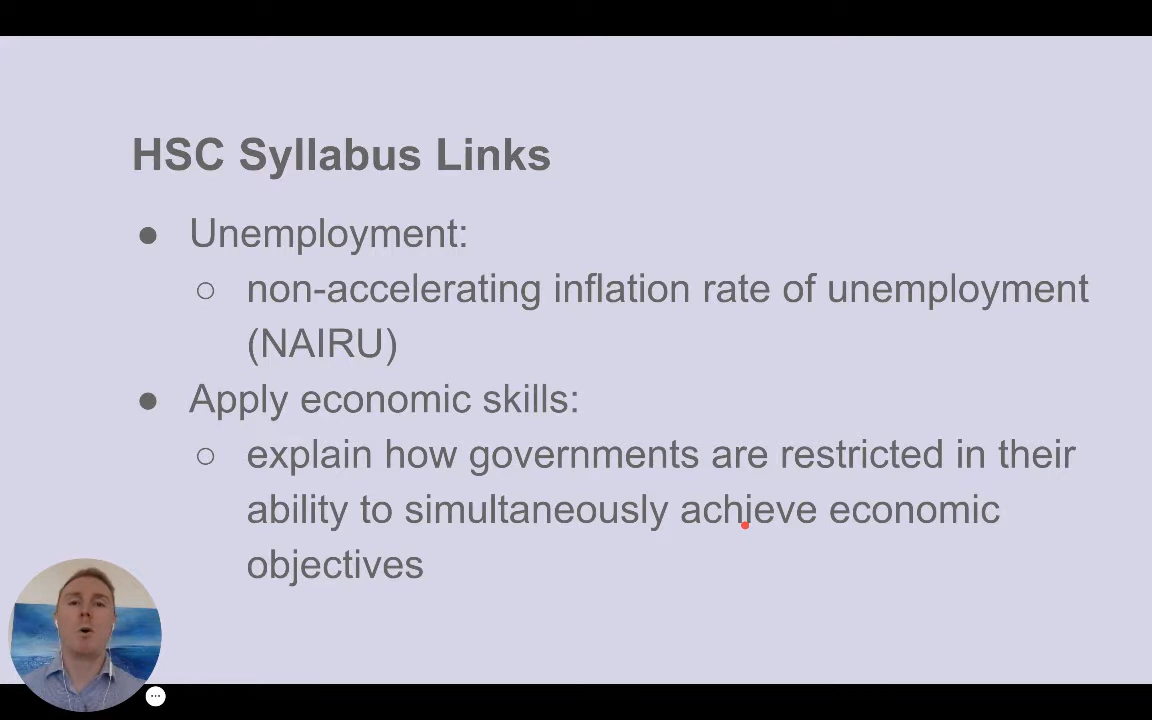 HSC Syllabus Links
● Unemployment:
○ non-accelerating inflation rate of unemployment
(NAIRU)
● Apply economic skills:
○ explain how governments are restricted in their
ability to simultaneously achieve economic
objectives